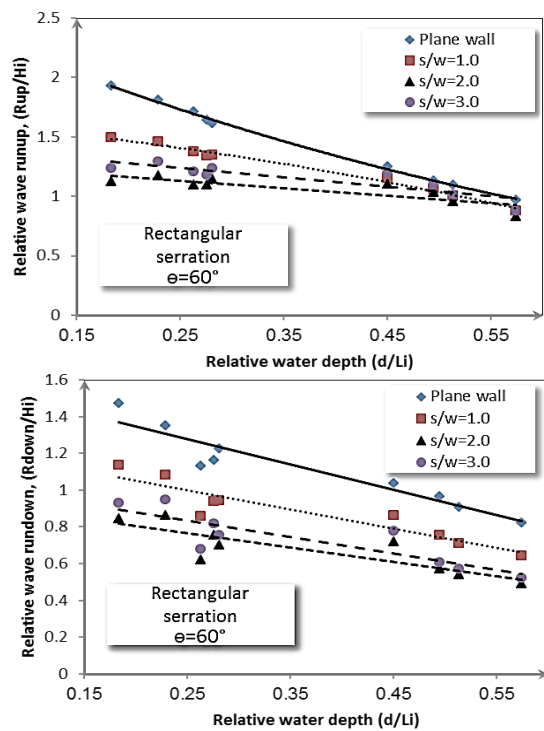 2.5
2
1.5
1
0.5
0
Relative wave runup, (Rup/Hi)
Plane wall
s/w=1.0
s/w=2.0
s/w=3.0
Rectangular
serration
ɵ=60°
0.15 0.25 0.35 0.45 0.55
Relative water depth (d/Li)
1.6
1.4
1.2
1
0.8
0.6
0.4
0.2
0
Relative wave rundown, (Rdown/Hi)
Plane wall
s/w=1.0
s/w=2.0
s/w=3.0
Rectangular
serration
ɵ=60°
0.15 0.25 0.35 0.45 0.55
Relative water depth (d/Li)